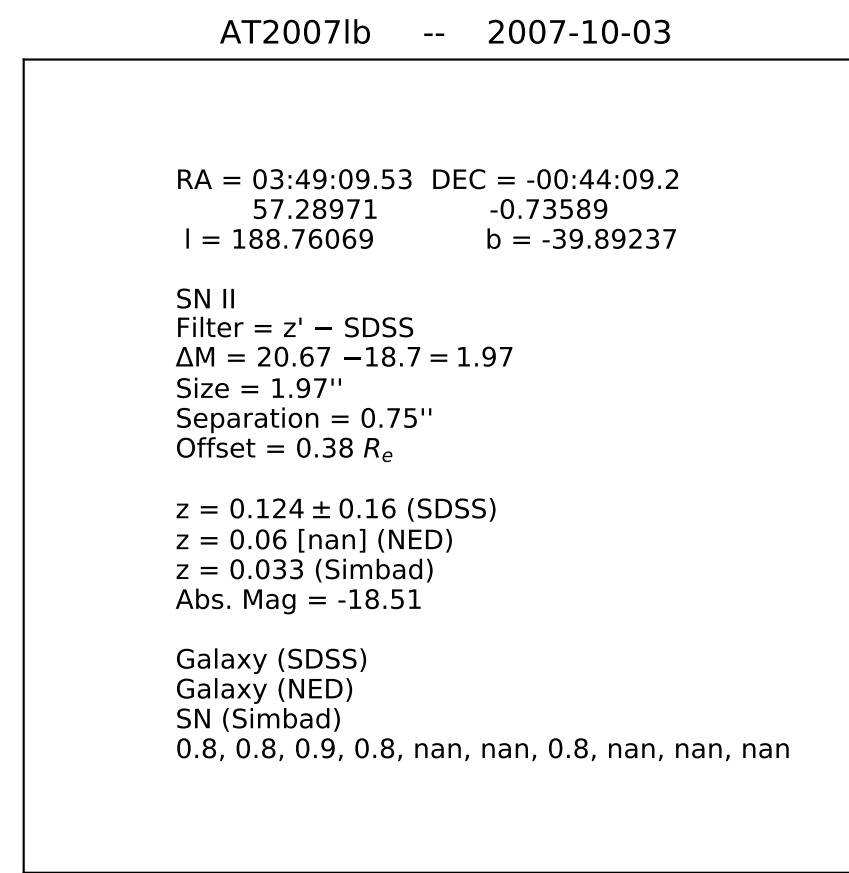 AT2007lb -- 2007-10-03
RA = 03:49:09.53 DEC = -00:44:09.2
57.28971 -0.73589
l = 188.76069 b = -39.89237
SN II
Filter = z' − SDSS
ΔM = 20.67 −18.7 = 1.97
Size = 1.97''
Separation = 0.75''
Offset = 0.38 Rₑ
z = 0.124 ± 0.16 (SDSS)
z = 0.06 [nan] (NED)
z = 0.033 (Simbad)
Abs. Mag = -18.51
Galaxy (SDSS)
Galaxy (NED)
SN (Simbad)
0.8, 0.8, 0.9, 0.8, nan, nan, 0.8, nan, nan, nan